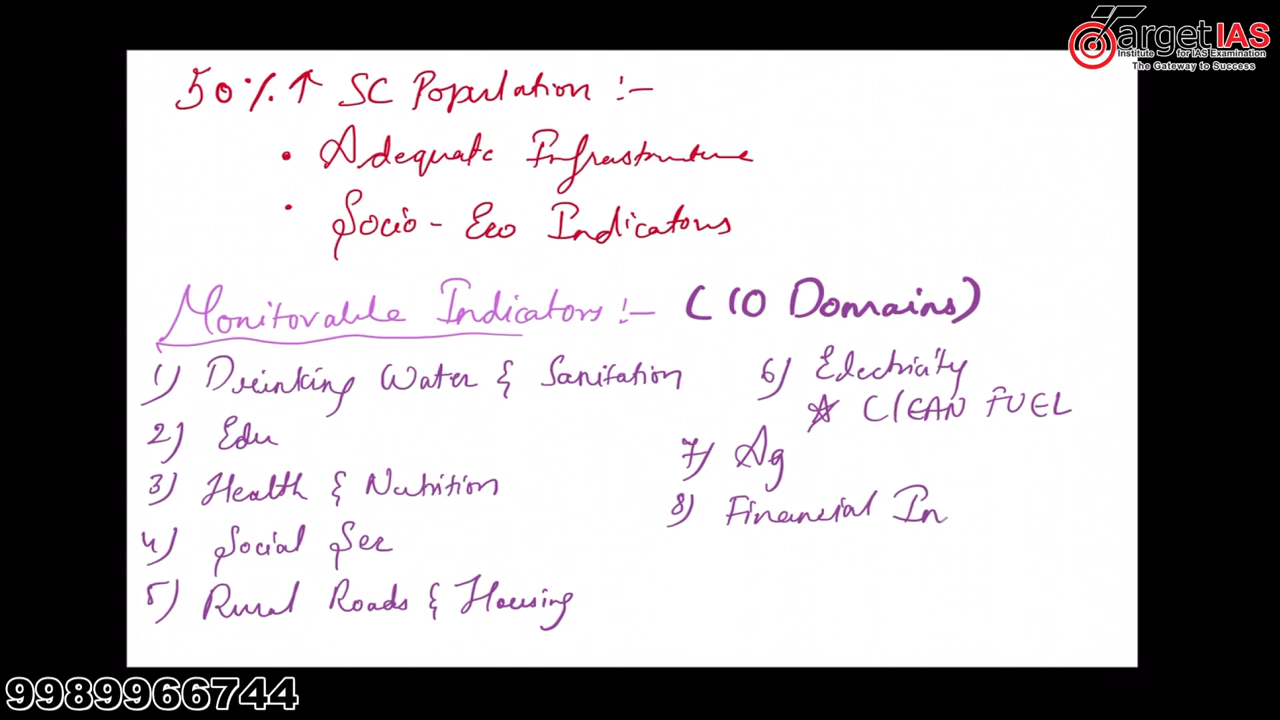 Target IAS
Institute for IAS Examination
The Gateway to Success
50% ↑ SC Population :-
• Adequate Infrastructure
• Socio - Eco Indicators
Monitorable Indicators :- (10 Domains)
1) Drinking Water & Sanitation
2) Edu
3) Health & Nutrition
4) Social Sec
5) Rural Roads & Housing
6) Electricity
☆ CLEAN FUEL
7) Ag
8) Financial In
9989966744